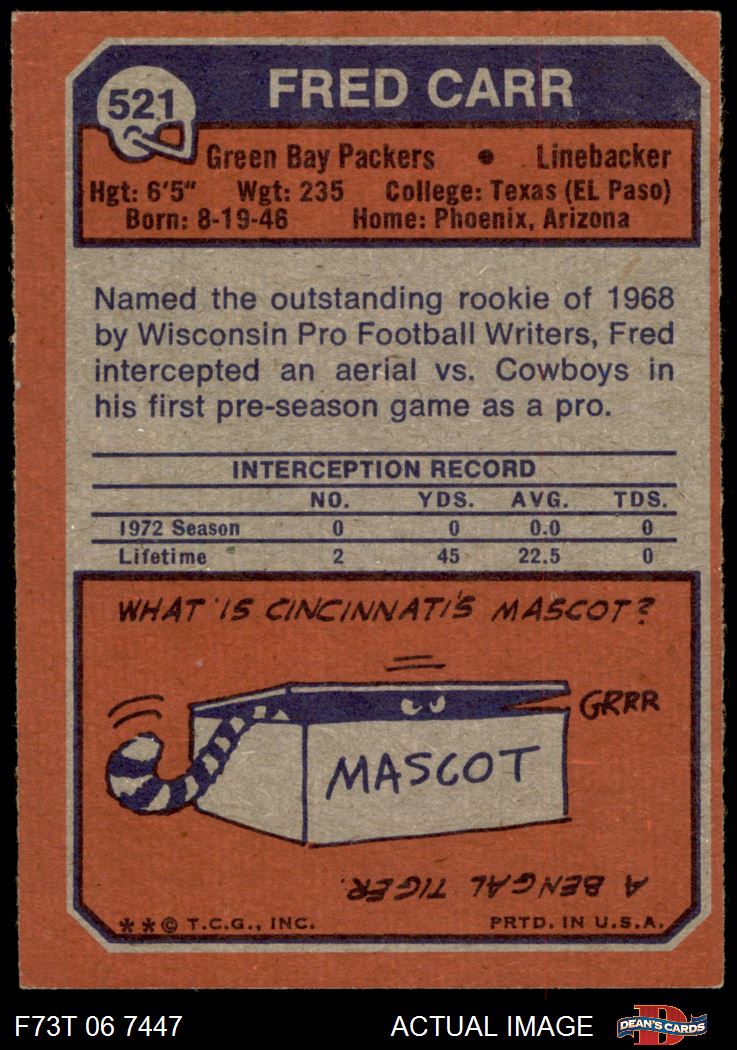 521
FRED CARR
Green Bay Packers • Linebacker
Hgt: 6'5" Wgt: 235 College: Texas (EL Paso)
Born: 8-19-46 Home: Phoenix, Arizona
Named the outstanding rookie of 1968
by Wisconsin Pro Football Writers, Fred
intercepted an aerial vs. Cowboys in
his first pre-season game as a pro.
INTERCEPTION RECORD
NO. YDS. AVG. TDS.
1972 Season 0 0 0.0 0
Lifetime 2 45 22.5 0
WHAT IS CINCINNATI'S MASCOT?
GRRR
MASCOT
A BENGAL TIGER.
**© T.C.G., INC. PRTD. IN U.S.A.
F73T 06 7447 ACTUAL IMAGE D DEAN'S CARDS